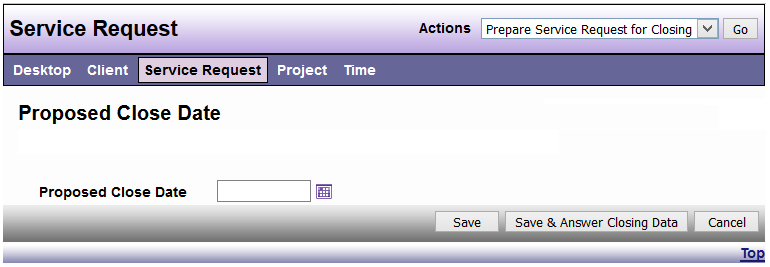 Service Request Actions Prepare Service Request for Closing Go
Desktop Client Service Request Project Time
Proposed Close Date
Proposed Close Date
Save Save & Answer Closing Data Cancel
Top